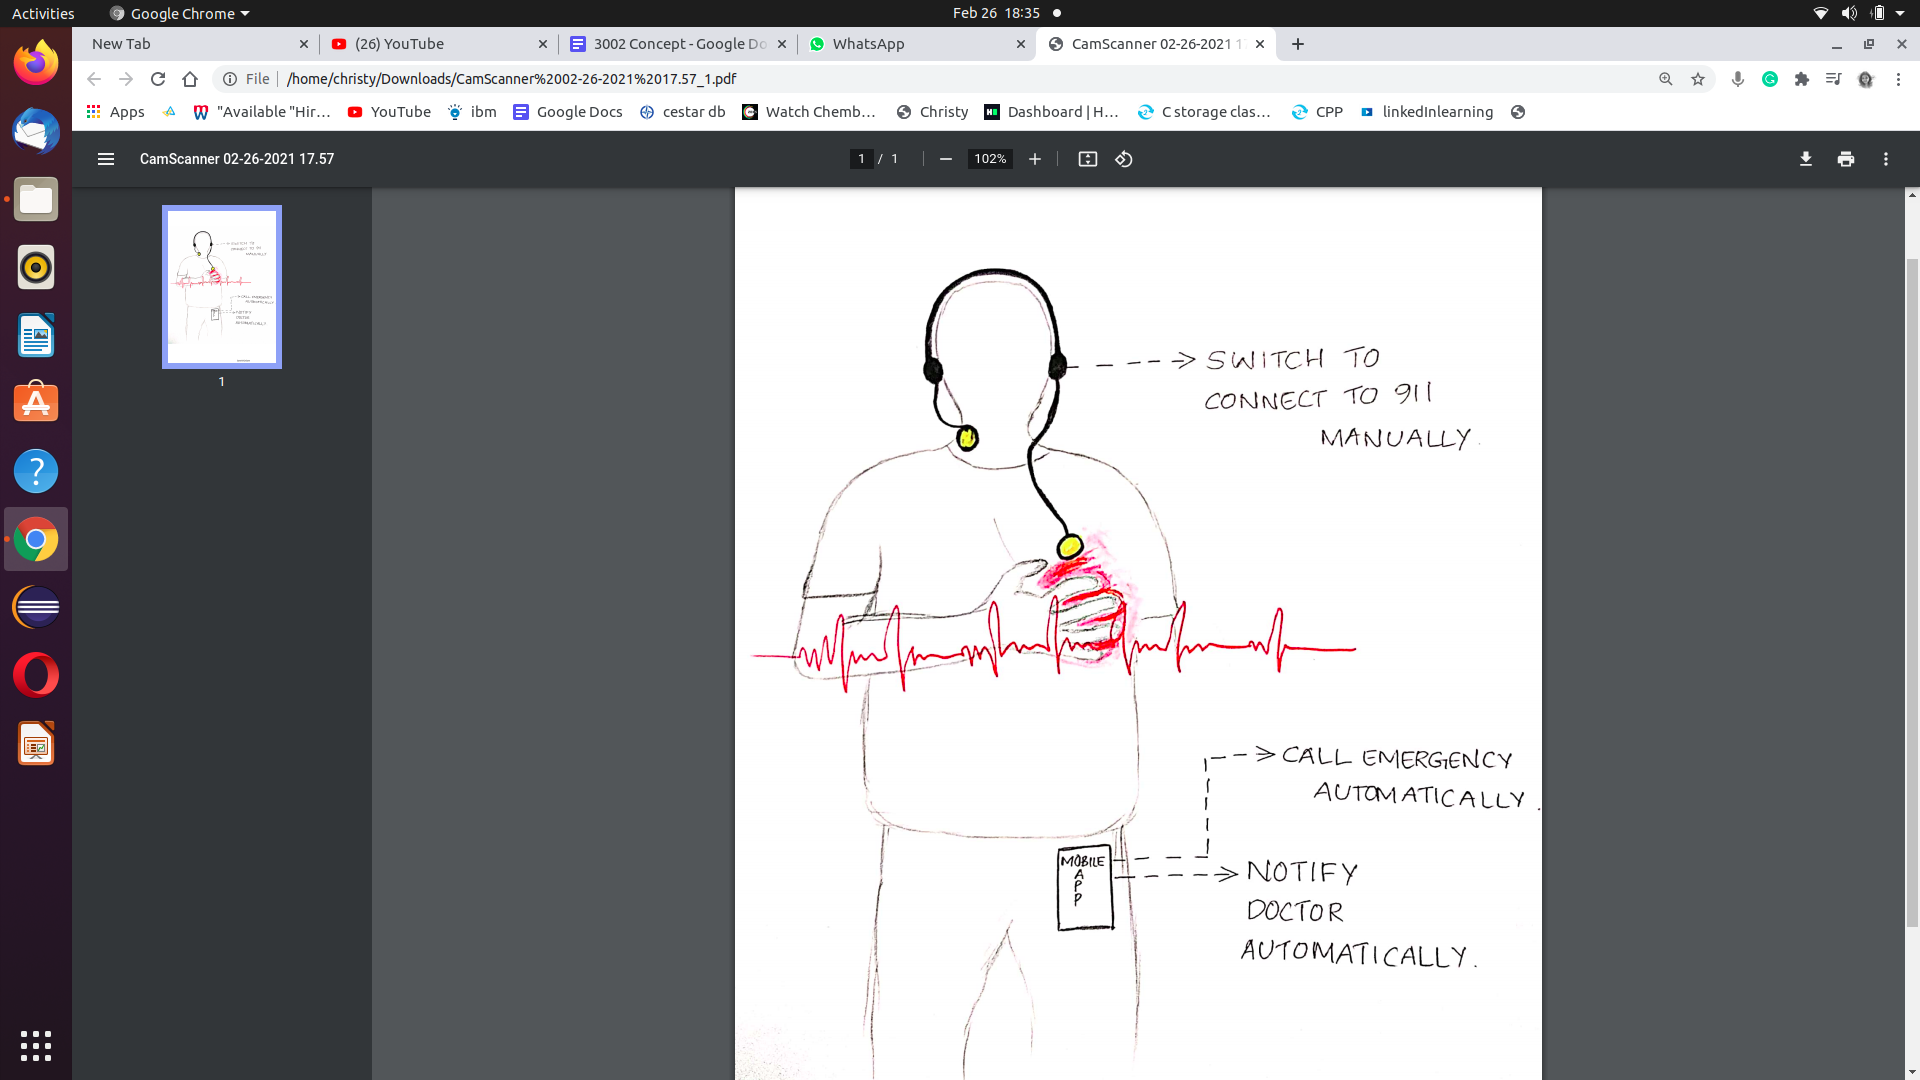 Activities
Google Chrome
Feb 26 18:35
New Tab
(26) YouTube
3002 Concept - Google Do
WhatsApp
CamScanner 02-26-2021 1
File
/home/christy/Downloads/CamScanner%2002-26-2021%2017.57_1.pdf
Apps
"Available "Hir...
YouTube
ibm
Google Docs
cestar db
Watch Chemb...
Christy
Dashboard | H...
C storage clas...
CPP
linkedInlearning
CamScanner 02-26-2021 17.57
1 / 1
102%
1
SWITCH TO
CONNECT TO 911
MANUALLY.
CALL EMERGENCY
AUTOMATICALLY.
MOBILE
A
P
P
NOTIFY
DOCTOR
AUTOMATICALLY.